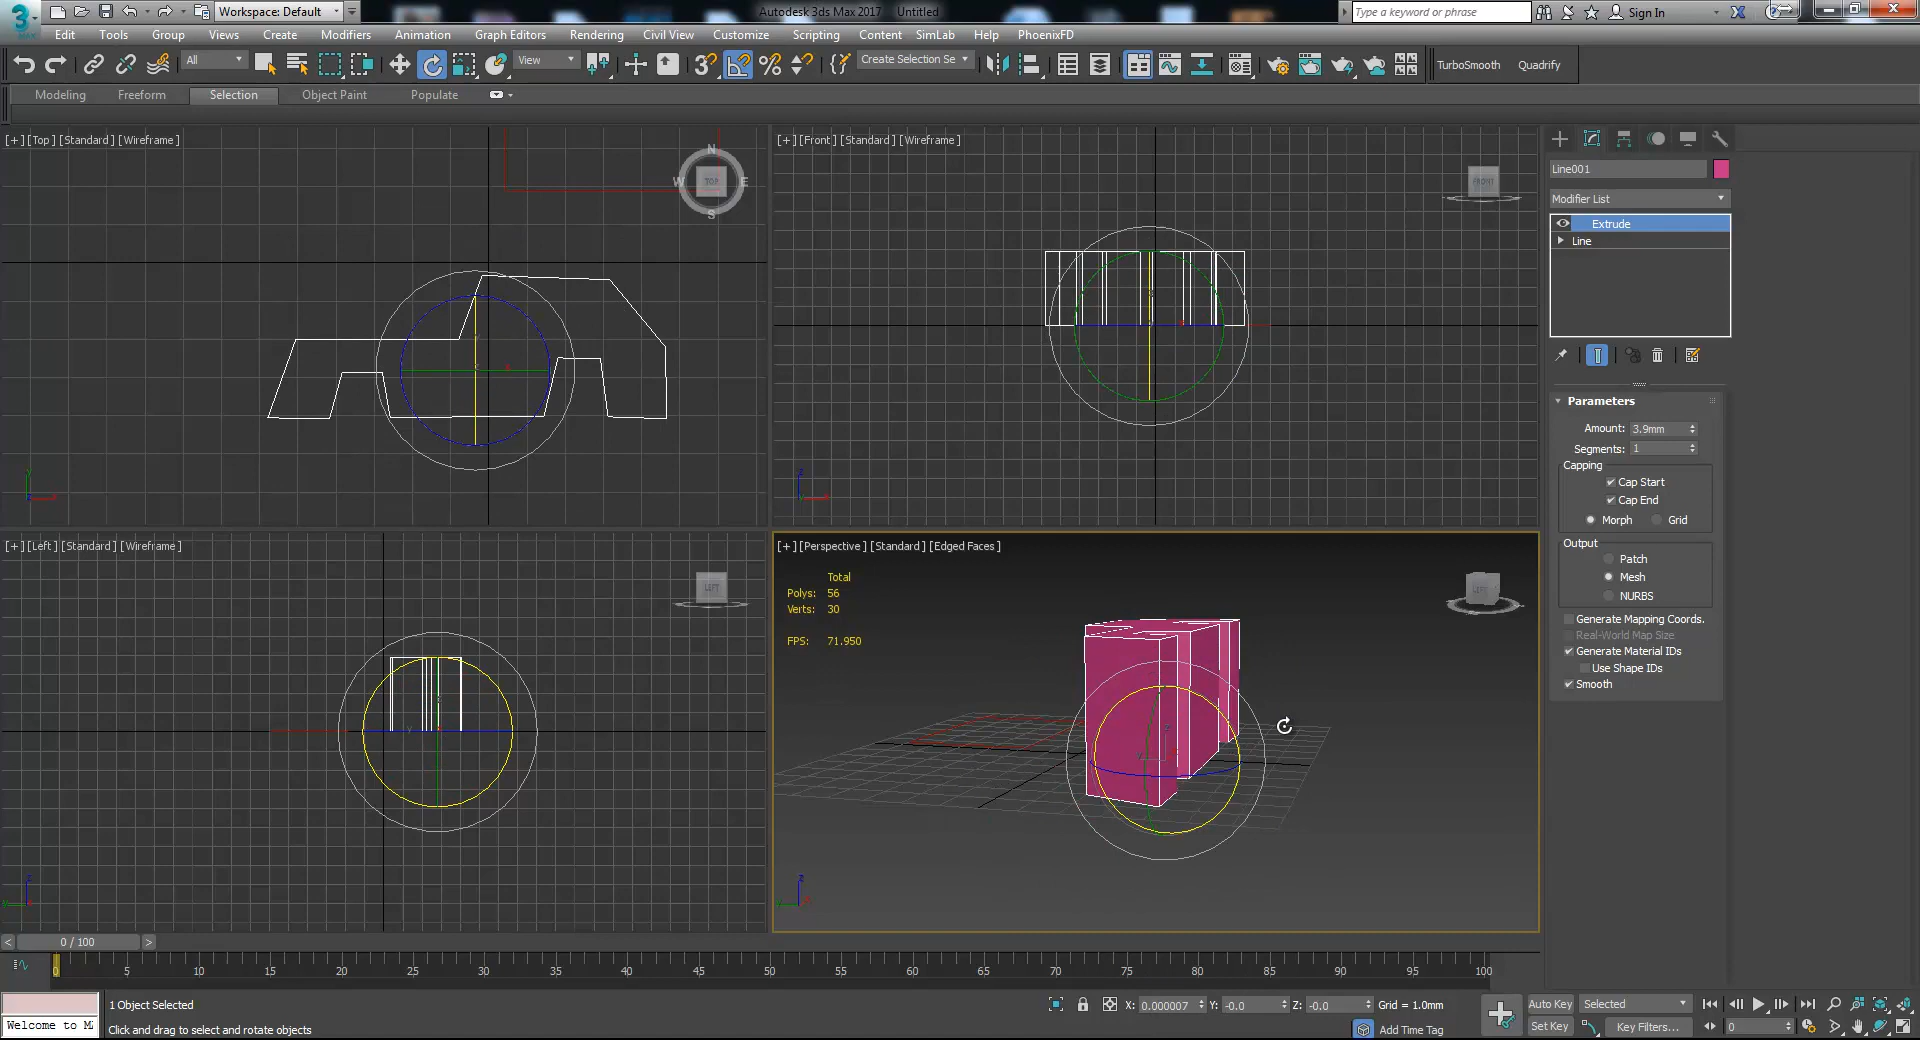 3
MAX
Workspace: Default
Autodesk 3ds Max 2017    Untitled
Type a keyword or phrase
Sign In
Edit Tools Group Views Create Modifiers Animation Graph Editors Rendering Civil View Customize Scripting Content SimLab Help PhoenixFD
All
View
3
Create Selection Se
TurboSmooth
Quadrify
Modeling Freeform Selection Object Paint Populate
[+] [Top] [Standard] [Wireframe]
N
W TOP E
S
[+] [Front] [Standard] [Wireframe]
FRONT
Line001
Modifier List
Extrude
Line
Parameters
Amount: 3.9mm
Segments: 1
Capping
Cap Start
Cap End
Morph Grid
Output
Patch
Mesh
NURBS
Generate Mapping Coords.
Real-World Map Size
Generate Material IDs
Use Shape IDs
Smooth
[+] [Left] [Standard] [Wireframe]
LEFT
[+] [Perspective] [Standard] [Edged Faces]
Total
Polys: 56
Verts: 30
FPS: 71.950
< 0 / 100 >
0 5 10 15 20 25 30 35 40 45 50 55 60 65 70 75 80 85 90 95 100
1 Object Selected
X: 0.000007 Y: -0.0 Z: -0.0 Grid = 1.0mm
Auto Key Selected
Welcome to M
Click and drag to select and rotate objects
Add Time Tag
Set Key Key Filters... 0